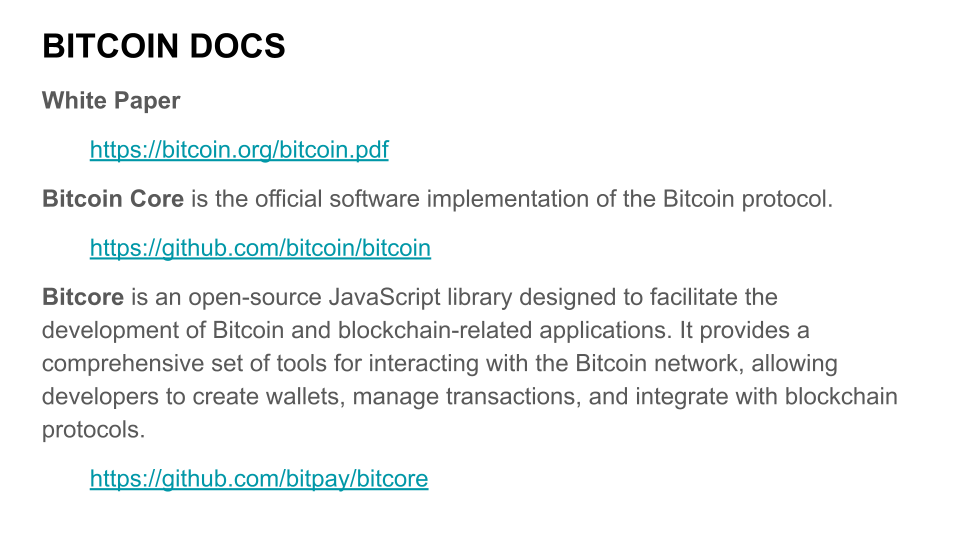 BITCOIN DOCS
White Paper
https://bitcoin.org/bitcoin.pdf
Bitcoin Core is the official software implementation of the Bitcoin protocol.
https://github.com/bitcoin/bitcoin
Bitcore is an open-source JavaScript library designed to facilitate the
development of Bitcoin and blockchain-related applications. It provides a
comprehensive set of tools for interacting with the Bitcoin network, allowing
developers to create wallets, manage transactions, and integrate with blockchain
protocols.
https://github.com/bitpay/bitcore